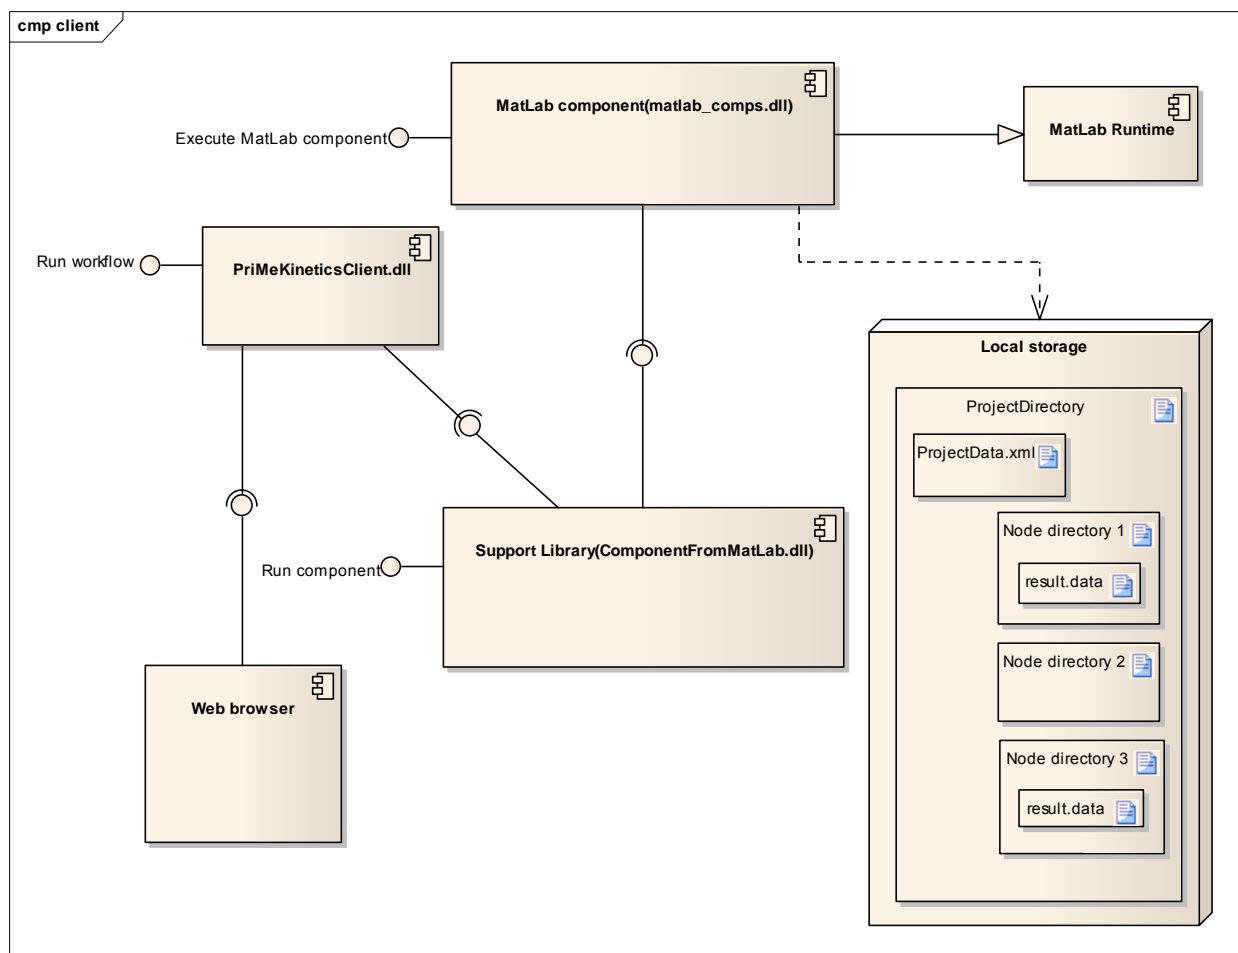 cmp client
MatLab component(matlab_comps.dll)
MatLab Runtime
Execute MatLab component
Run workflow
PriMeKineticsClient.dll
Local storage
ProjectDirectory
ProjectData.xml
Node directory 1
result.data
Support Library(ComponentFromMatLab.dll)
Run component
Node directory 2
Web browser
Node directory 3
result.data